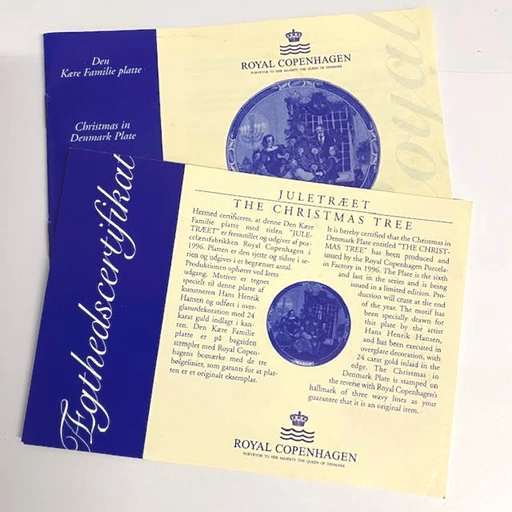 Den
Kære Familie platte
Christmas in
Denmark Plate
ROYAL COPENHAGEN
PURVEYOR TO HER MAJESTY THE QUEEN OF DENMARK
Royal
Ægthedscertifikat
JULETRÆET
THE CHRISTMAS TREE
Hermed certificeres, at denne Den Kære
Familie platte med titlen "JULE-
TRÆET" er fremstillet og udgivet af por-
celænsfabrikken Royal Copenhagen i
1996. Platten er den sjette og sidste i se-
rien og udgives i et begrænset antal.
Produktionen ophører ved årets
udgang. Motivet er tegnet
specielt til denne platte af
kunstneren Hans Henrik
Hansen og udført i over-
glasurdekoration med 24
karat guld indlagt i kan-
ten. Den Kære Familie
platte er på bagsiden
stemplet med Royal Copen-
hagens bomærke med de tre
bølgelinier, som garanti for at plat-
ten er et originalt eksemplar.
It is hereby certified that the Christmas in
Denmark Plate entitled "THE CHRIST-
MAS TREE" has been produced and
issued by the Royal Copenhagen Porcela-
in Factory in 1996. The Plate is the sixth
and last in the series and is being
issued in a limited edition. Pro-
duction will cease at the end
of the year. The motif has
been specially drawn for
this plate by the artist
Hans Henrik Hansen,
and has been executed in
overglaze decoration, with
24 carat gold inlaid in the
edge. The Christmas in
Denmark Plate is stamped on
the reverse with Royal Copenhagen's
hallmark of three wavy lines as your
guarantee that it is an original item.
ROYAL COPENHAGEN
PURVEYOR TO HER MAJESTY THE QUEEN OF DENMARK